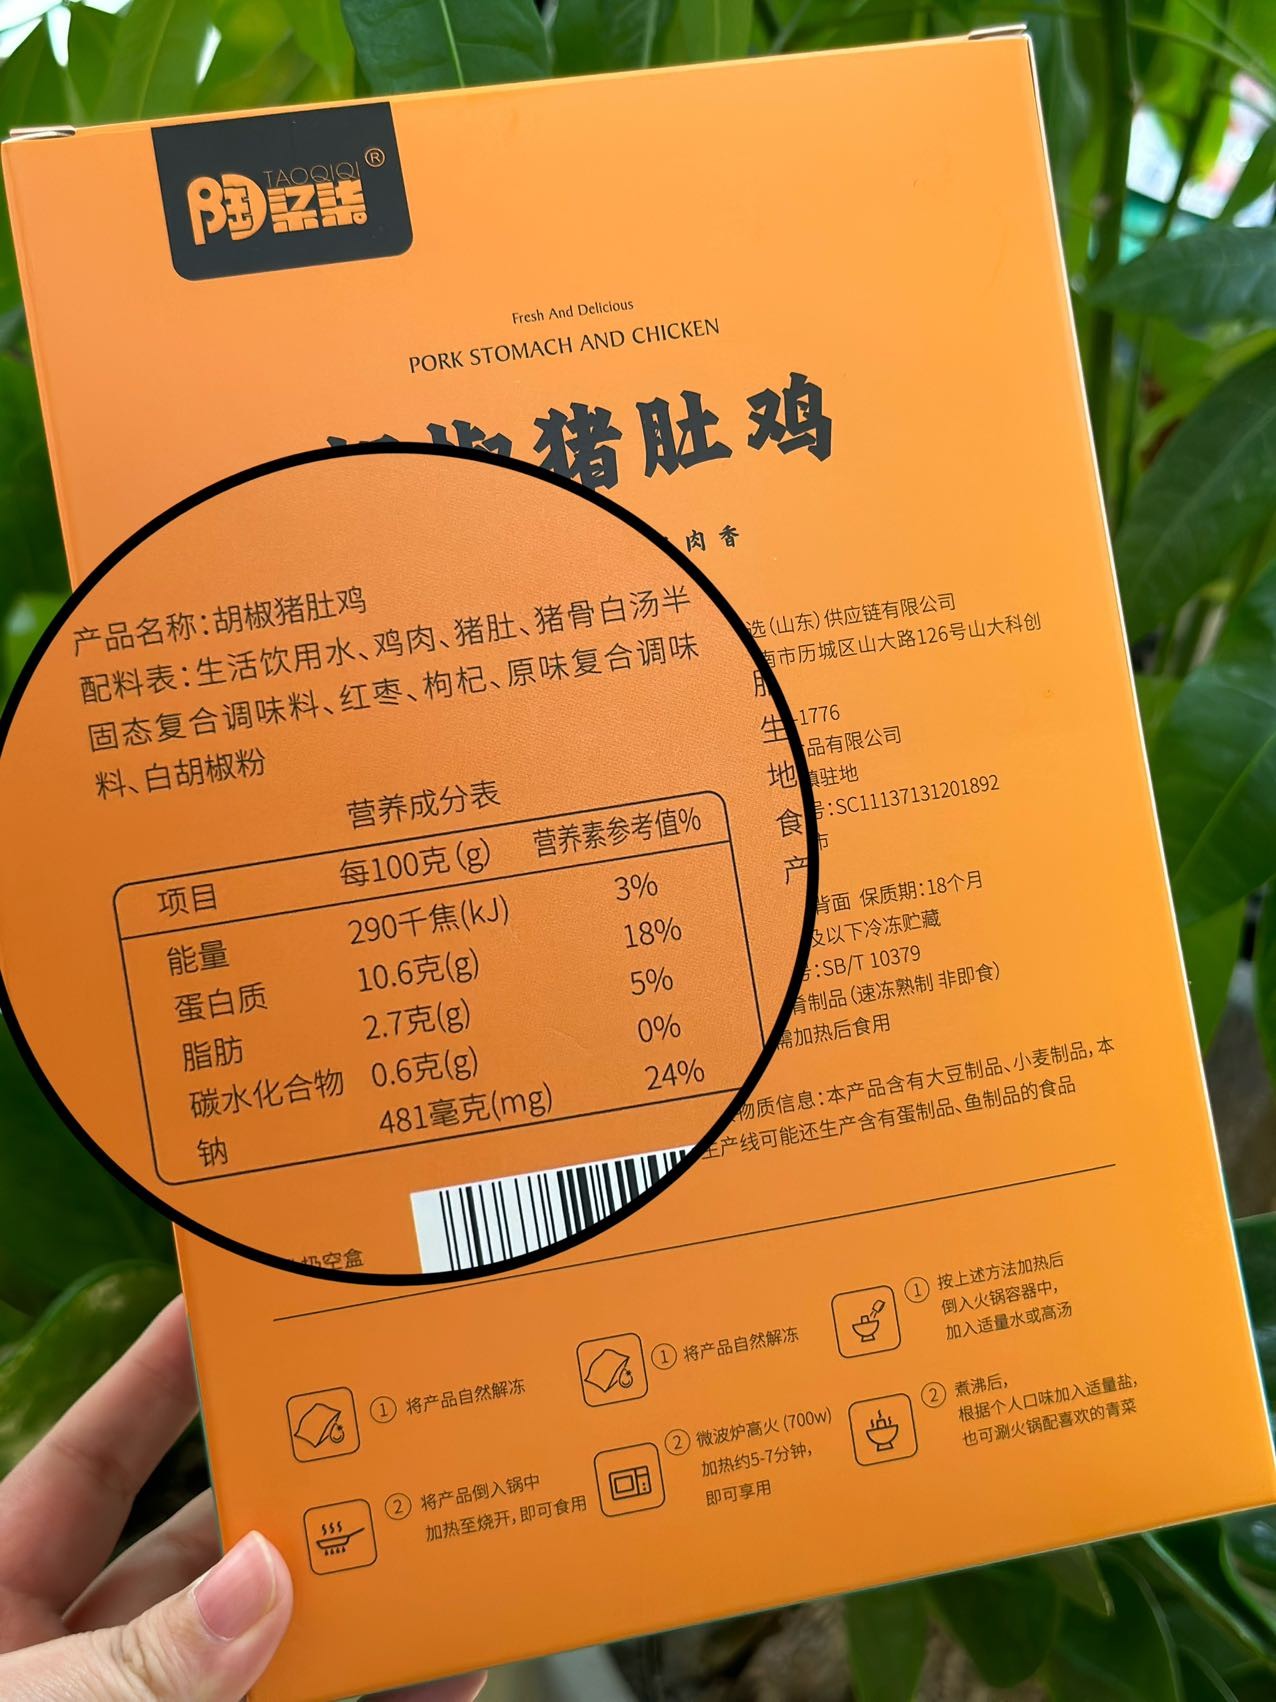 陶柒柒
TAOQIQI
®
Fresh And Delicious
PORK STOMACH AND CHICKEN
椒猪肚鸡
肉香
产品名称:胡椒猪肚鸡
配料表:生活饮用水、鸡肉、猪肚、猪骨白汤半
固态复合调味料、红枣、枸杞、原味复合调味
料、白胡椒粉
营养成分表
项目 每100克(g) 营养素参考值%
能量 290千焦(kJ) 3%
蛋白质 10.6克(g) 18%
脂肪 2.7克(g) 5%
碳水化合物 0.6克(g) 0%
钠 481毫克(mg) 24%
生
地
食
产
选(山东)供应链有限公司
南市历城区山大路126号山大科创
-1776
品有限公司
镇驻地
号:SC11137131201892
市
背面 保质期:18个月
及以下冷冻贮藏
号:SB/T 10379
肴制品(速冻熟制 非即食)
需加热后食用
物质信息:本产品含有大豆制品、小麦制品,本
生产线可能还生产含有蛋制品、鱼制品的食品
扔空盒
① 将产品自然解冻
② 将产品倒入锅中
加热至烧开,即可食用
① 将产品自然解冻
② 微波炉高火(700w)
加热约5-7分钟,
即可享用
① 按上述方法加热后
倒入火锅容器中,
加入适量水或高汤
② 煮沸后,
根据个人口味加入适量盐,
也可涮火锅配喜欢的青菜